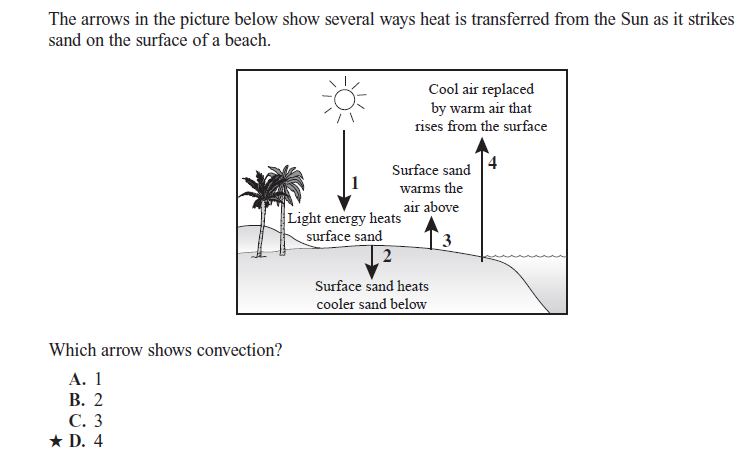 The arrows in the picture below show several ways heat is transferred from the Sun as it strikes
sand on the surface of a beach.
Cool air replaced
by warm air that
rises from the surface
4
Surface sand
warms the
air above
1
Light energy heats
surface sand
3
2
Surface sand heats
cooler sand below
Which arrow shows convection?
A. 1
B. 2
C. 3
★ D. 4